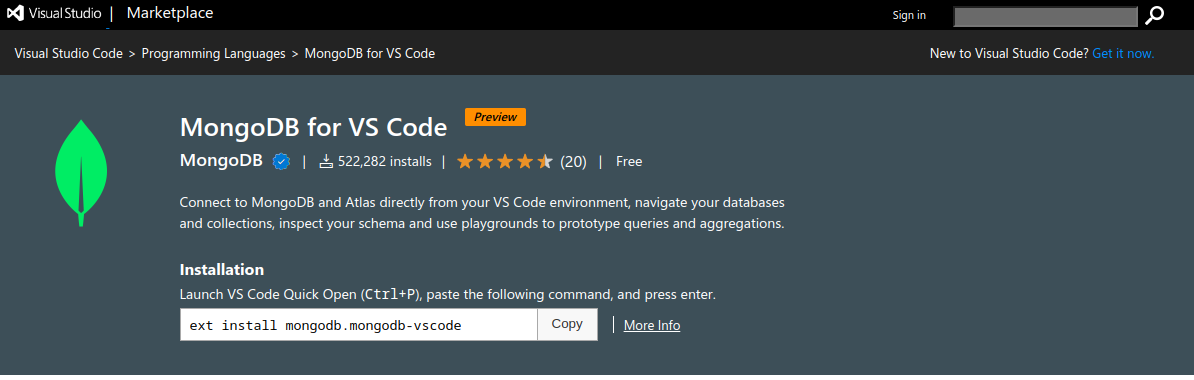 Visual Studio | Marketplace Sign in
Visual Studio Code > Programming Languages > MongoDB for VS Code New to Visual Studio Code? Get it now.
MongoDB for VS Code Preview
MongoDB | 522,282 installs | (20) | Free
Connect to MongoDB and Atlas directly from your VS Code environment, navigate your databases
and collections, inspect your schema and use playgrounds to prototype queries and aggregations.
Installation
Launch VS Code Quick Open (Ctrl+P), paste the following command, and press enter.
ext install mongodb.mongodb-vscode Copy | More Info